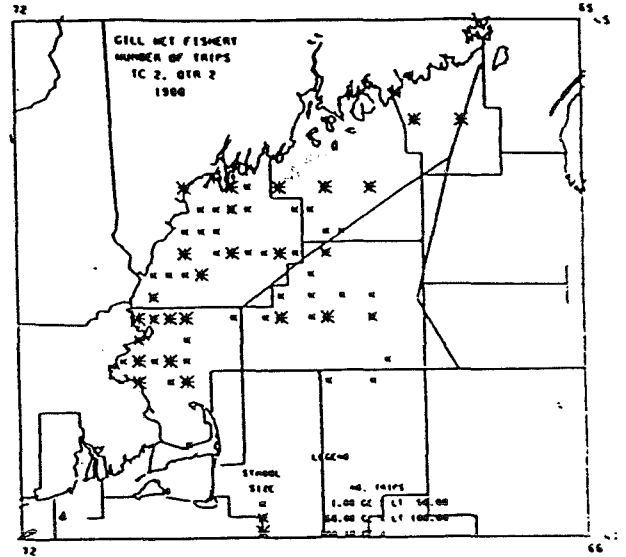 72
65
45
GILL NET FISHERY
NUMBER OF TRIPS
TC 2, QTR 2
LEGEND
SYMBOL
SIZE
NO. TRIPS
1.00 GE LT 50.00
50.00 GE LT 100.00
72
66